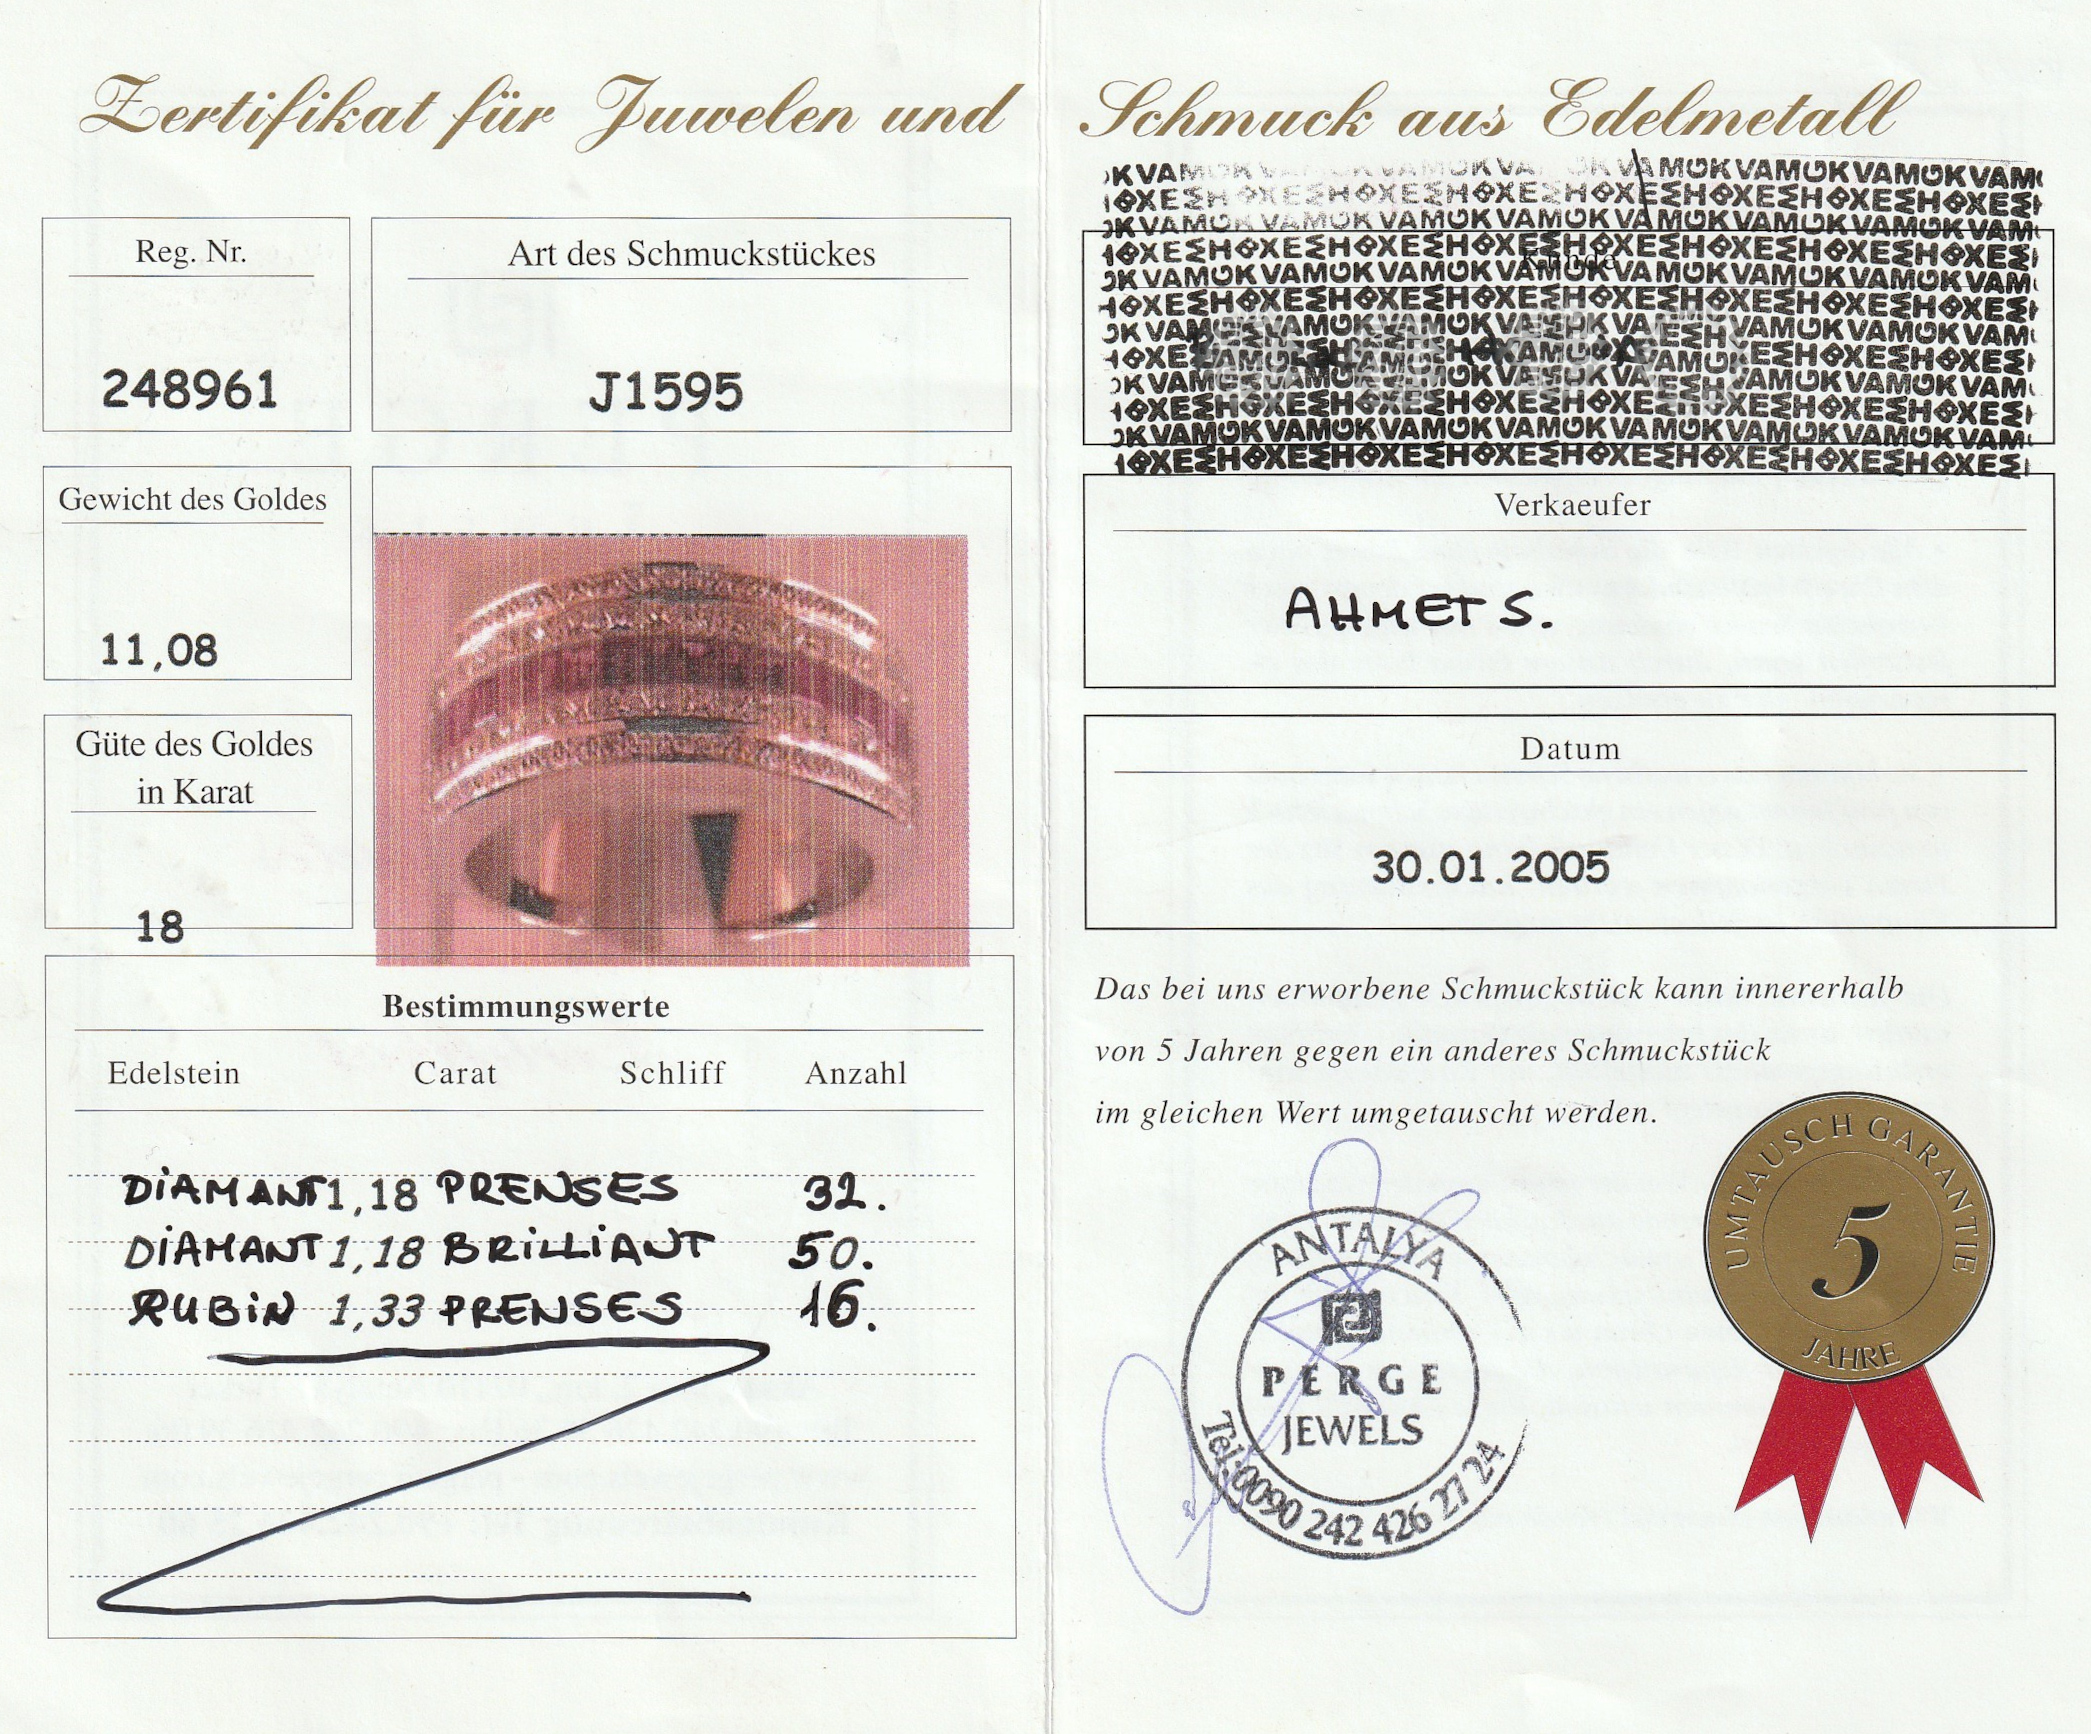 Zertifikat für Juwelen und Schmuck aus Edelmetall
Reg. Nr.
248961
Art des Schmuckstückes
J1595
Gewicht des Goldes
11,08
Güte des Goldes
in Karat
18
Bestimmungswerte
Edelstein Carat Schliff Anzahl
DiAMANT 1,18 PRENSES 32.
DiAMANT 1,18 BRiLLiANT 50.
RUBiN 1,33 PRENSES 16.
Kunde
Verkaeufer
AHMET S.
Datum
30.01.2005
Das bei uns erworbene Schmuckstück kann innererhalb
von 5 Jahren gegen ein anderes Schmuckstück
im gleichen Wert umgetauscht werden.
ANTALYA
PERGE
JEWELS
Tel:0090 242 426 27 24
UMTAUSCH GARANTIE
5
JAHRE